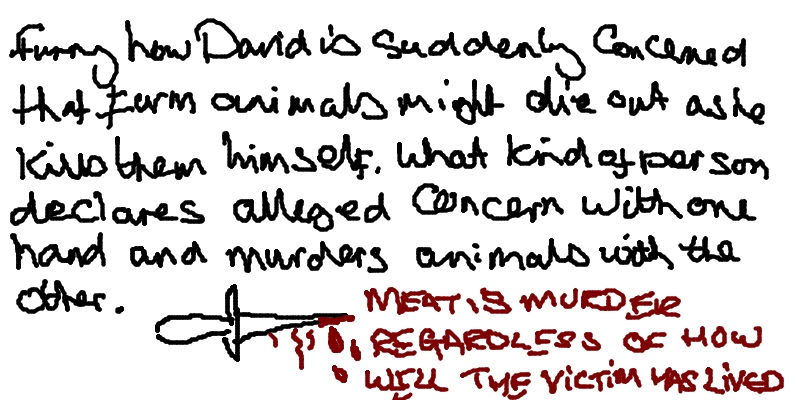 Funny how David is suddenly concerned
that farm animals might die out as he
kills them himself. What kind of person
declares alleged concern with one
hand and murders animals with the
other.
MEAT IS MURDER
REGARDLESS OF HOW
WELL THE VICTIM HAS LIVED